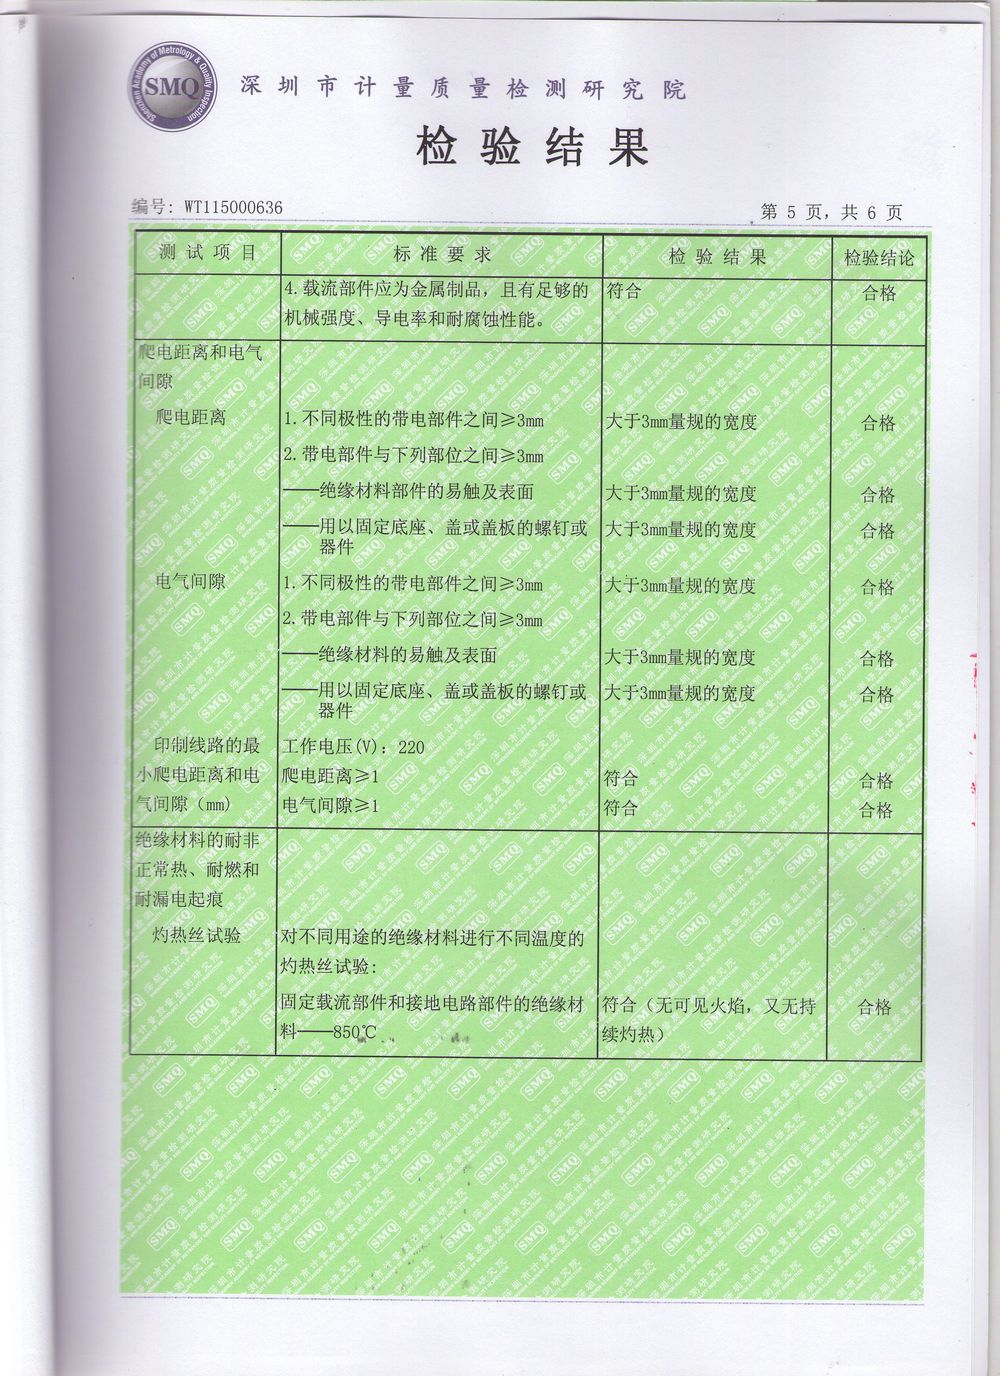 Shenzhen Academy of Metrology & Quality Inspection
SMQ
深圳市计量质量检测研究院
检验结果
编号: WT115000636
第 5 页，共 6 页
测试项目 标准要求 检验结果 检验结论
4.载流部件应为金属制品，且有足够的 符合 合格
机械强度、导电率和耐腐蚀性能。
爬电距离和电气
间隙
爬电距离 1.不同极性的带电部件之间≥3mm 大于3mm量规的宽度 合格
2.带电部件与下列部位之间≥3mm
——绝缘材料部件的易触及表面 大于3mm量规的宽度 合格
——用以固定底座、盖或盖板的螺钉或 大于3mm量规的宽度 合格
器件
电气间隙 1.不同极性的带电部件之间≥3mm 大于3mm量规的宽度 合格
2.带电部件与下列部位之间≥3mm
——绝缘材料的易触及表面 大于3mm量规的宽度 合格
——用以固定底座、盖或盖板的螺钉或 大于3mm量规的宽度 合格
器件
印制线路的最 工作电压(V): 220
小爬电距离和电 爬电距离≥1 符合 合格
气间隙（mm） 电气间隙≥1 符合 合格
绝缘材料的耐非
正常热、耐燃和
耐漏电起痕
灼热丝试验 对不同用途的绝缘材料进行不同温度的
灼热丝试验:
固定载流部件和接地电路部件的绝缘材 符合（无可见火焰，又无持 合格
料——850℃ 续灼热）